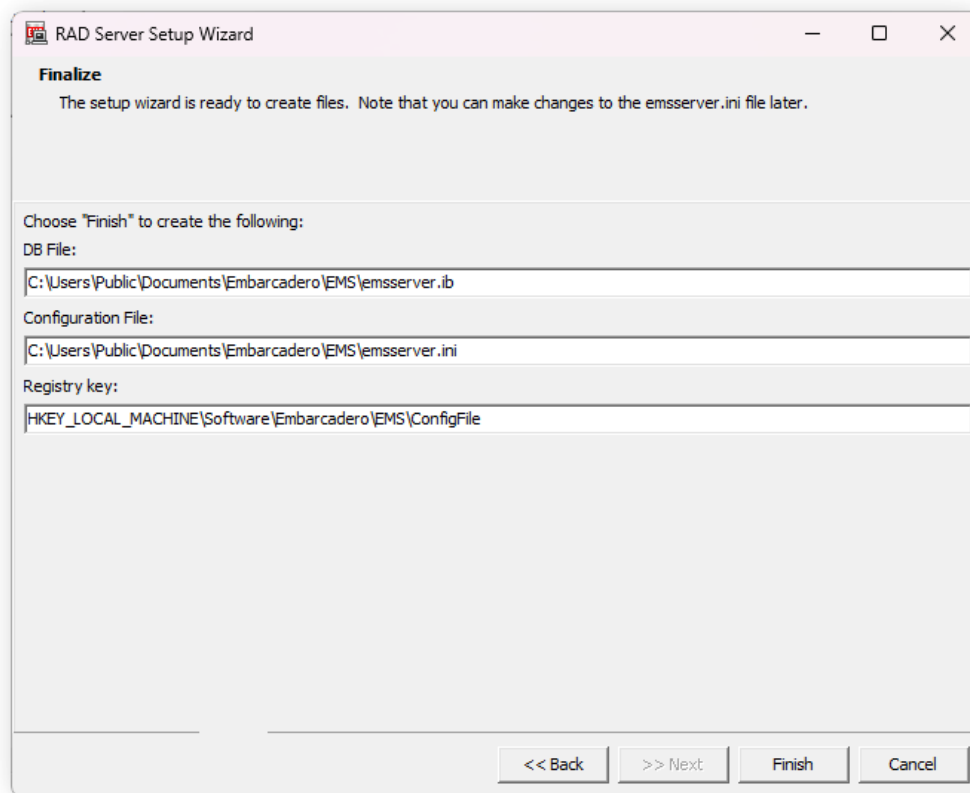 RAD Server Setup Wizard
Finalize
The setup wizard is ready to create files.  Note that you can make changes to the emsserver.ini file later.
Choose "Finish" to create the following:
DB File:
C:\Users\Public\Documents\Embarcadero\EMS\emsserver.ib
Configuration File:
C:\Users\Public\Documents\Embarcadero\EMS\emsserver.ini
Registry key:
HKEY_LOCAL_MACHINE\Software\Embarcadero\EMS\ConfigFile
<< Back >> Next Finish Cancel